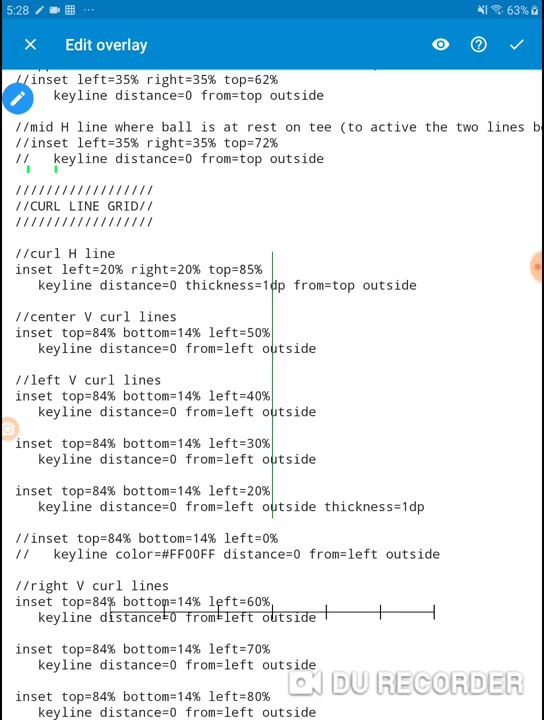 5:28
63%
Edit overlay
//inset left=35% right=35% top=62%
keyline distance=0 from=top outside
//mid H line where ball is at rest on tee (to active the two lines
//inset left=35% right=35% top=72%
//   keyline distance=0 from=top outside
//////////////////
//CURL LINE GRID//
//////////////////
//curl H line
inset left=20% right=20% top=85%
keyline distance=0 thickness=1dp from=top outside
//center V curl lines
inset top=84% bottom=14% left=50%
keyline distance=0 from=left outside
//left V curl lines
inset top=84% bottom=14% left=40%
keyline distance=0 from=left outside
inset top=84% bottom=14% left=30%
keyline distance=0 from=left outside
inset top=84% bottom=14% left=20%
keyline distance=0 from=left outside thickness=1dp
//inset top=84% bottom=14% left=0%
//   keyline color=#FF00FF distance=0 from=left outside
//right V curl lines
inset top=84% bottom=14% left=60%
keyline distance=0 from=left outside
inset top=84% bottom=14% left=70%
keyline distance=0 from=left outside
inset top=84% bottom=14% left=80%
keyline distance=0 from=left outside
DU RECORDER